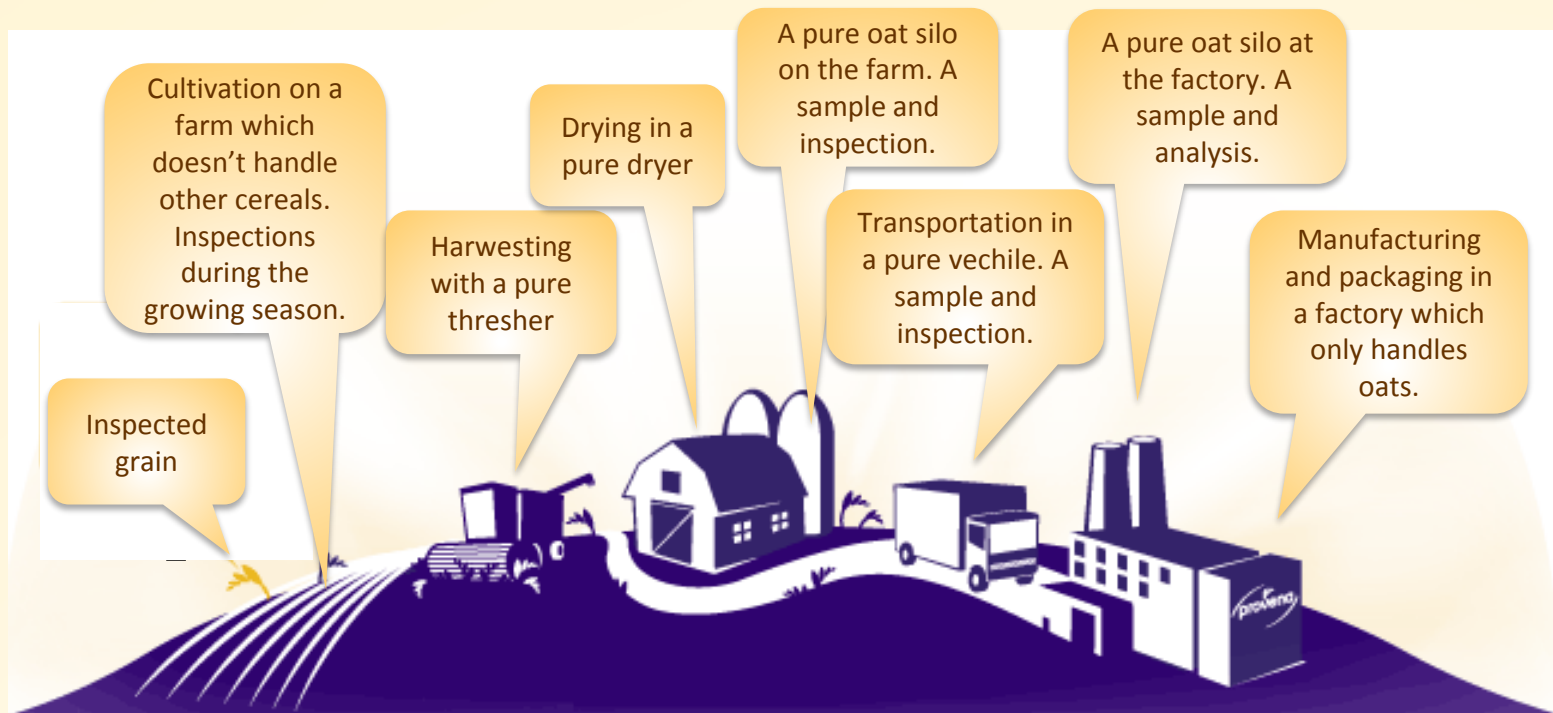 Inspected
grain
Cultivation on a
farm which
doesn’t handle
other cereals.
Inspections
during the
growing season.
Harwesting
with a pure
thresher
Drying in a
pure dryer
A pure oat silo
on the farm. A
sample and
inspection.
Transportation in
a pure vechile. A
sample and
inspection.
A pure oat silo at
the factory. A
sample and
analysis.
Manufacturing
and packaging in
a factory which
only handles
oats.
provena